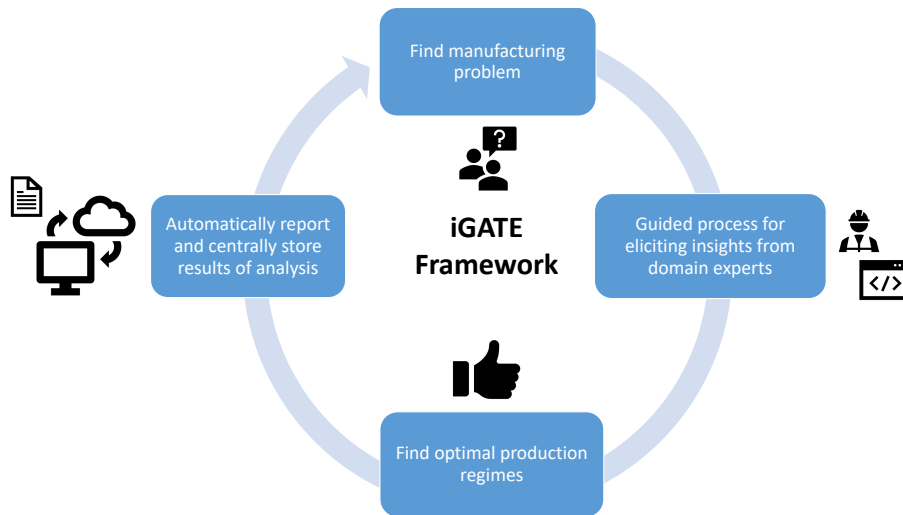 Find manufacturing
problem
?
iGATE
Framework
Guided process for
eliciting insights from
domain experts
</>
Find optimal production
regimes
Automatically report
and centrally store
results of analysis